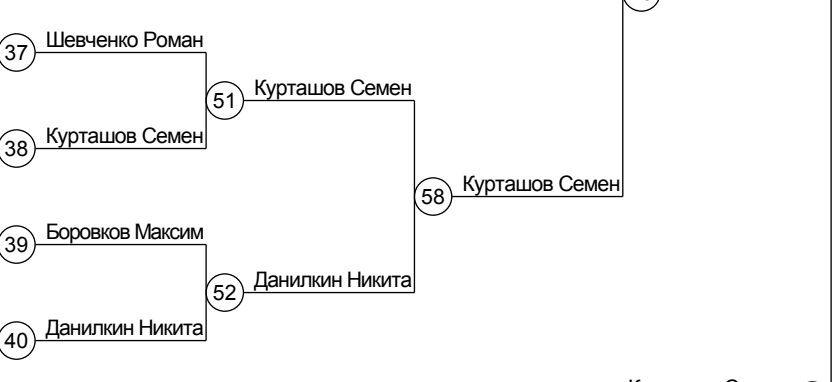 37 Шевченко Роман
51 Курташов Семен
38 Курташов Семен
58 Курташов Семен
39 Боровков Максим
52 Данилкин Никита
40 Данилкин Никита